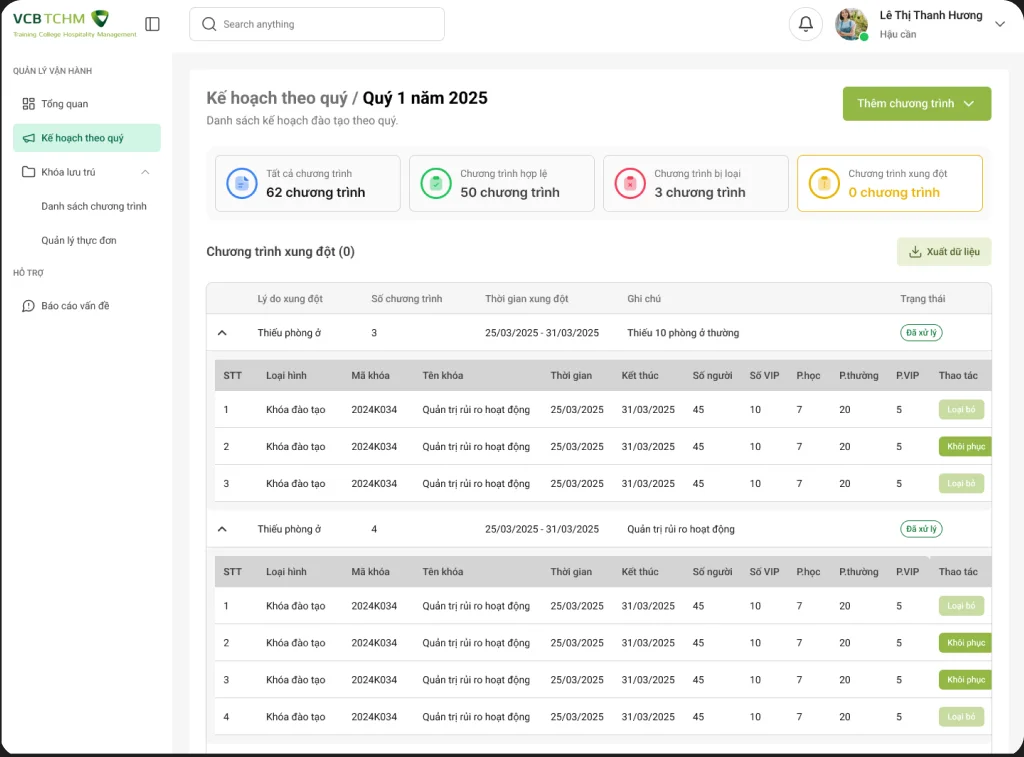 VCB TCHM
Training College Hospitality Management
Search anything
Lê Thị Thanh Hương
Hậu cần
QUẢN LÝ VẬN HÀNH
Tổng quan
Kế hoạch theo quý
Khóa lưu trú
Danh sách chương trình
Quản lý thực đơn
HỖ TRỢ
Báo cáo vấn đề
Kế hoạch theo quý / Quý 1 năm 2025
Danh sách kế hoạch đào tạo theo quý.
Thêm chương trình
Tất cả chương trình
62 chương trình
Chương trình hợp lệ
50 chương trình
Chương trình bị loại
3 chương trình
Chương trình xung đột
0 chương trình
Chương trình xung đột (0)
Xuất dữ liệu
Lý do xung đột Số chương trình Thời gian xung đột Ghi chú Trạng thái
Thiếu phòng ở 3 25/03/2025 - 31/03/2025 Thiếu 10 phòng ở thường Đã xử lý
STT Loại hình Mã khóa Tên khóa Thời gian Kết thúc Số người Số VIP P.học P.thường P.VIP Thao tác
1 Khóa đào tạo 2024K034 Quản trị rủi ro hoạt động 25/03/2025 31/03/2025 45 10 7 20 5 Loại bỏ
2 Khóa đào tạo 2024K034 Quản trị rủi ro hoạt động 25/03/2025 31/03/2025 45 10 7 20 5 Khôi phục
3 Khóa đào tạo 2024K034 Quản trị rủi ro hoạt động 25/03/2025 31/03/2025 45 10 7 20 5 Loại bỏ
Thiếu phòng ở 4 25/03/2025 - 31/03/2025 Quản trị rủi ro hoạt động Đã xử lý
STT Loại hình Mã khóa Tên khóa Thời gian Kết thúc Số người Số VIP P.học P.thường P.VIP Thao tác
1 Khóa đào tạo 2024K034 Quản trị rủi ro hoạt động 25/03/2025 31/03/2025 45 10 7 20 5 Loại bỏ
2 Khóa đào tạo 2024K034 Quản trị rủi ro hoạt động 25/03/2025 31/03/2025 45 10 7 20 5 Khôi phục
3 Khóa đào tạo 2024K034 Quản trị rủi ro hoạt động 25/03/2025 31/03/2025 45 10 7 20 5 Khôi phục
4 Khóa đào tạo 2024K034 Quản trị rủi ro hoạt động 25/03/2025 31/03/2025 45 10 7 20 5 Loại bỏ